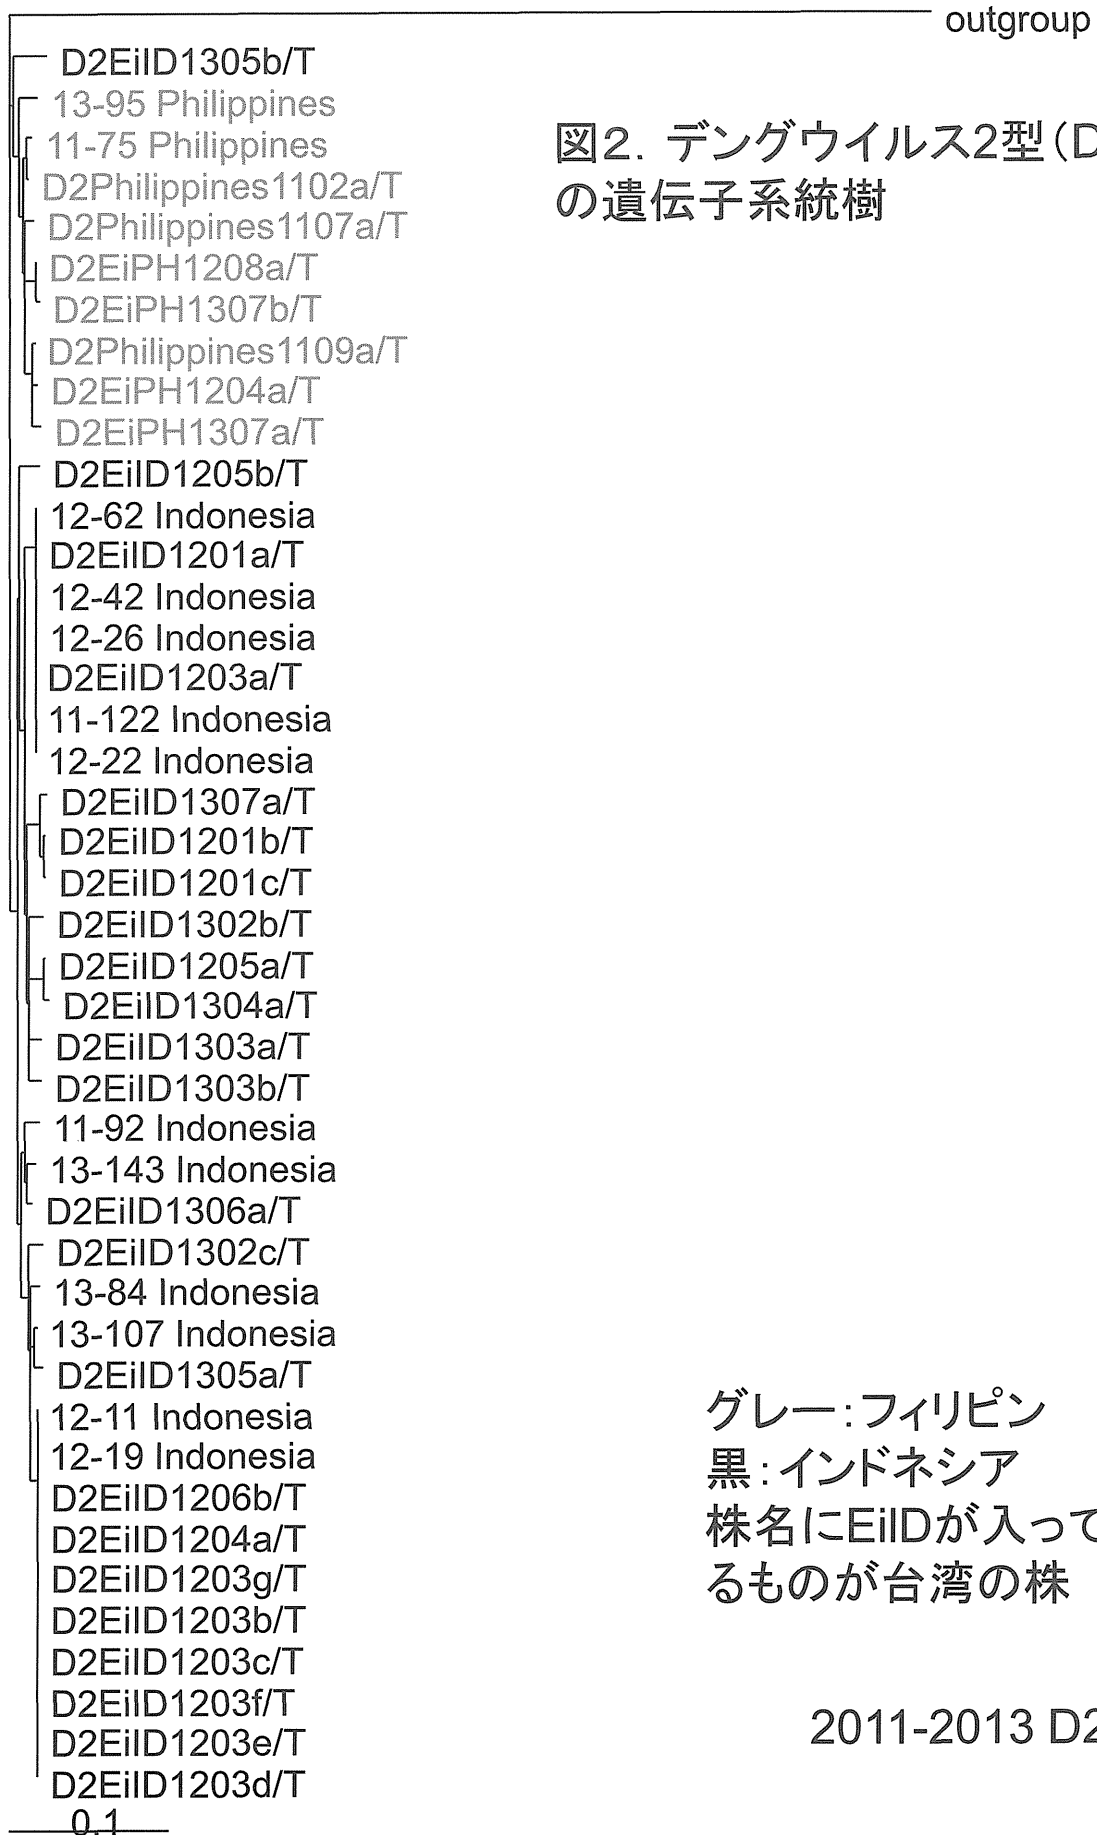 outgroup
D2EiID1305b/T
13-95 Philippines
11-75 Philippines
D2Philippines1102a/T
D2Philippines1107a/T
D2EiPH1208a/T
D2EiPH1307b/T
D2Philippines1109a/T
D2EiPH1204a/T
D2EiPH1307a/T
D2EiID1205b/T
12-62 Indonesia
D2EiID1201a/T
12-42 Indonesia
12-26 Indonesia
D2EiID1203a/T
11-122 Indonesia
12-22 Indonesia
D2EiID1307a/T
D2EiID1201b/T
D2EiID1201c/T
D2EiID1302b/T
D2EiID1205a/T
D2EiID1304a/T
D2EiID1303a/T
D2EiID1303b/T
11-92 Indonesia
13-143 Indonesia
D2EiID1306a/T
D2EiID1302c/T
13-84 Indonesia
13-107 Indonesia
D2EiID1305a/T
12-11 Indonesia
12-19 Indonesia
D2EiID1206b/T
D2EiID1204a/T
D2EiID1203g/T
D2EiID1203b/T
D2EiID1203c/T
D2EiID1203f/T
D2EiID1203e/T
D2EiID1203d/T
0.1
図2. デングウイルス2型(D
の遺伝子系統樹
グレー:フィリピン
黒:インドネシア
株名にEiIDが入って
るものが台湾の株
2011-2013 D2